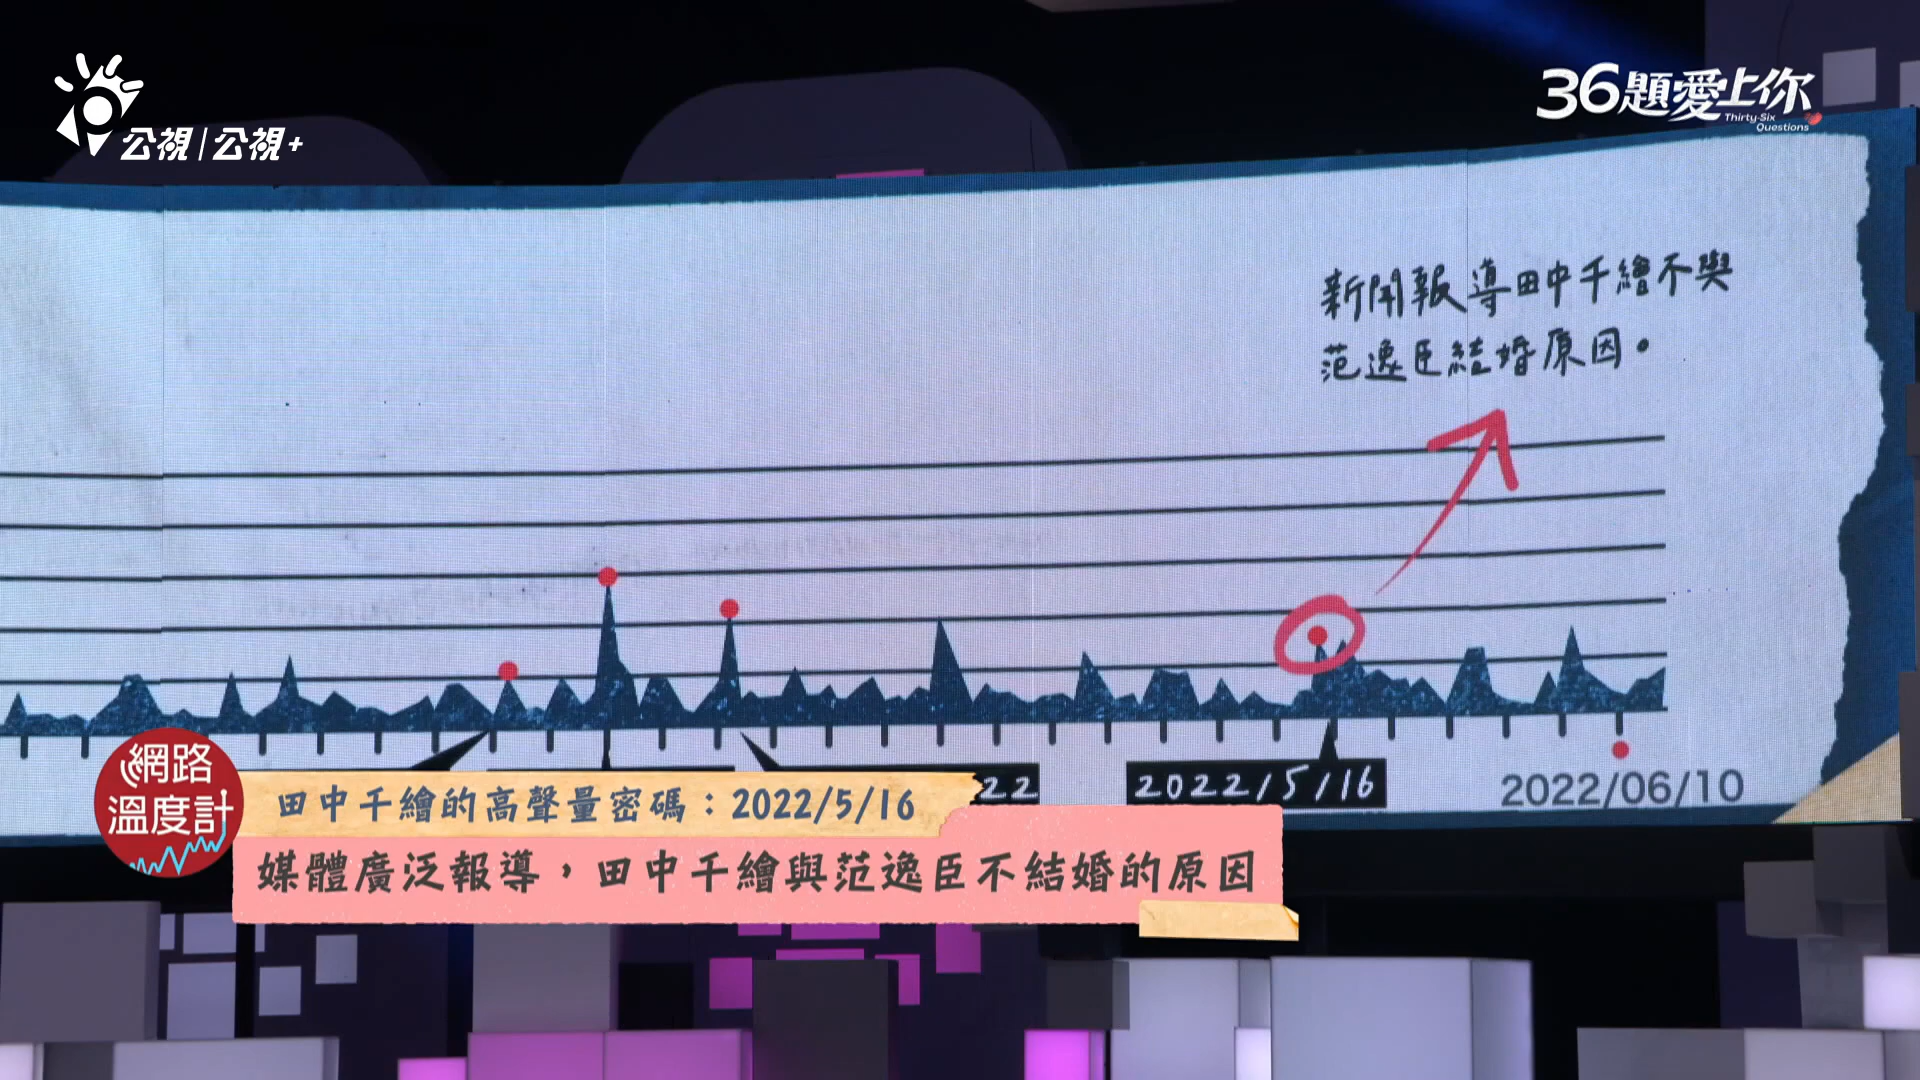 公視|公視+
36題愛上你
Thirty-Six
Questions
新聞報導田中千繪不與
范逸臣結婚原因。
22
2022/5/16
2022/06/10
網路
溫度計
田中千繪的高聲量密碼：2022/5/16
媒體廣泛報導，田中千繪與范逸臣不結婚的原因